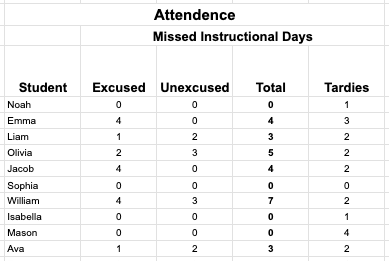 Attendence
Missed Instructional Days
Student Excused Unexcused Total Tardies
Noah 0 0 0 1
Emma 4 0 4 3
Liam 1 2 3 2
Olivia 2 3 5 2
Jacob 4 0 4 2
Sophia 0 0 0 0
William 4 3 7 2
Isabella 0 0 0 1
Mason 0 0 0 4
Ava 1 2 3 2